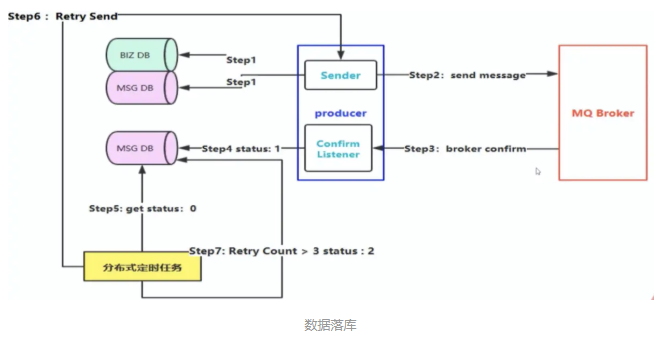 Step6 : Retry Send
BIZ DB
Step1
MSG DB
Step1
Sender
Step2: send message
producer
MQ Broker
MSG DB
Step4 status: 1
Confirm
Listener
Step3: broker confirm
Step5: get status: 0
Step7: Retry Count > 3 status : 2
分布式定时任务
数据落库